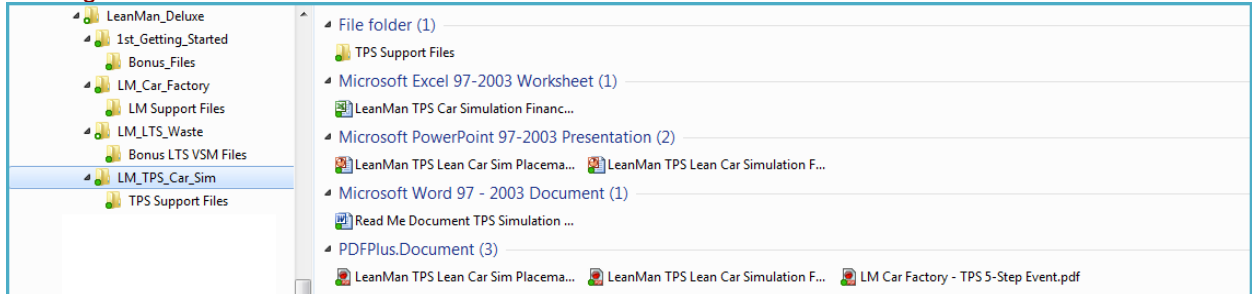 LeanMan_Deluxe
1st_Getting_Started
Bonus_Files
LM_Car_Factory
LM Support Files
LM_LTS_Waste
Bonus LTS VSM Files
LM_TPS_Car_Sim
TPS Support Files
File folder (1)
TPS Support Files
Microsoft Excel 97-2003 Worksheet (1)
LeanMan TPS Car Simulation Financ...
Microsoft PowerPoint 97-2003 Presentation (2)
LeanMan TPS Lean Car Sim Placema... LeanMan TPS Lean Car Simulation F...
Microsoft Word 97 - 2003 Document (1)
Read Me Document TPS Simulation ...
PDFPlus.Document (3)
LeanMan TPS Lean Car Sim Placema... LeanMan TPS Lean Car Simulation F... LM Car Factory - TPS 5-Step Event.pdf